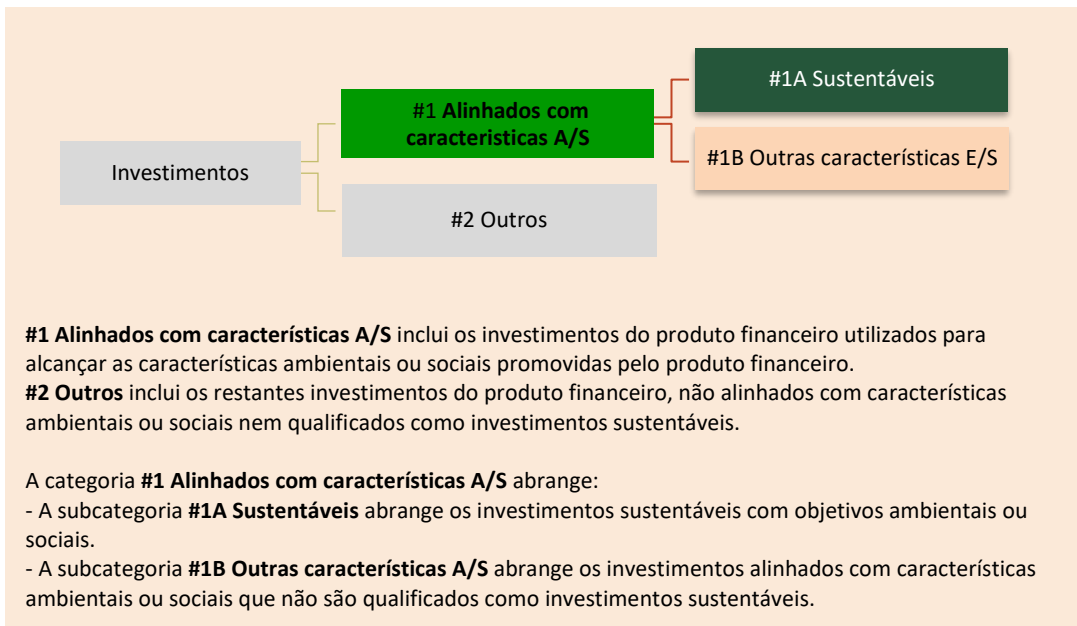 #1A Sustentáveis
#1 Alinhados com
caracteristicas A/S
#1B Outras características E/S
Investimentos
#2 Outros
#1 Alinhados com características A/S inclui os investimentos do produto financeiro utilizados para
alcançar as características ambientais ou sociais promovidas pelo produto financeiro.
#2 Outros inclui os restantes investimentos do produto financeiro, não alinhados com características
ambientais ou sociais nem qualificados como investimentos sustentáveis.
A categoria #1 Alinhados com características A/S abrange:
- A subcategoria #1A Sustentáveis abrange os investimentos sustentáveis com objetivos ambientais ou
sociais.
- A subcategoria #1B Outras características A/S abrange os investimentos alinhados com características
ambientais ou sociais que não são qualificados como investimentos sustentáveis.